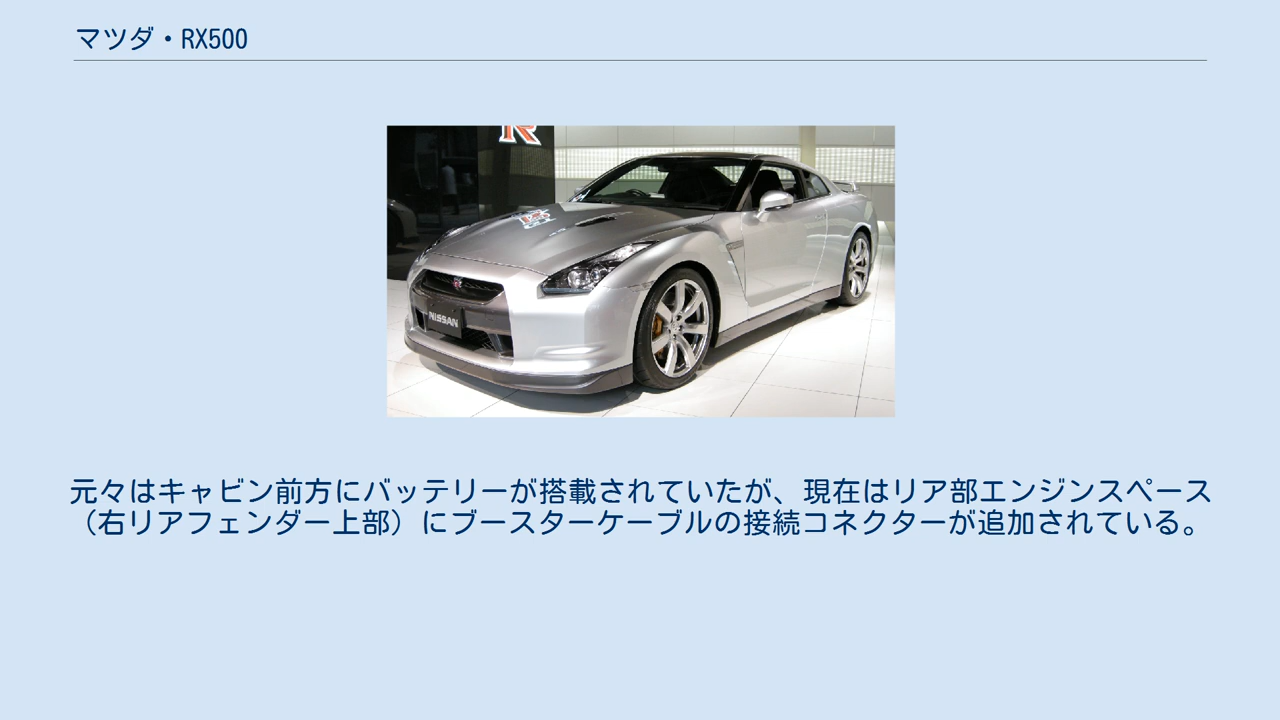 マツダ・RX500
R
NISSAN
元々はキャビン前方にバッテリーが搭載されていたが、現在はリア部エンジンスペース
（右リアフェンダー上部）にブースターケーブルの接続コネクターが追加されている。